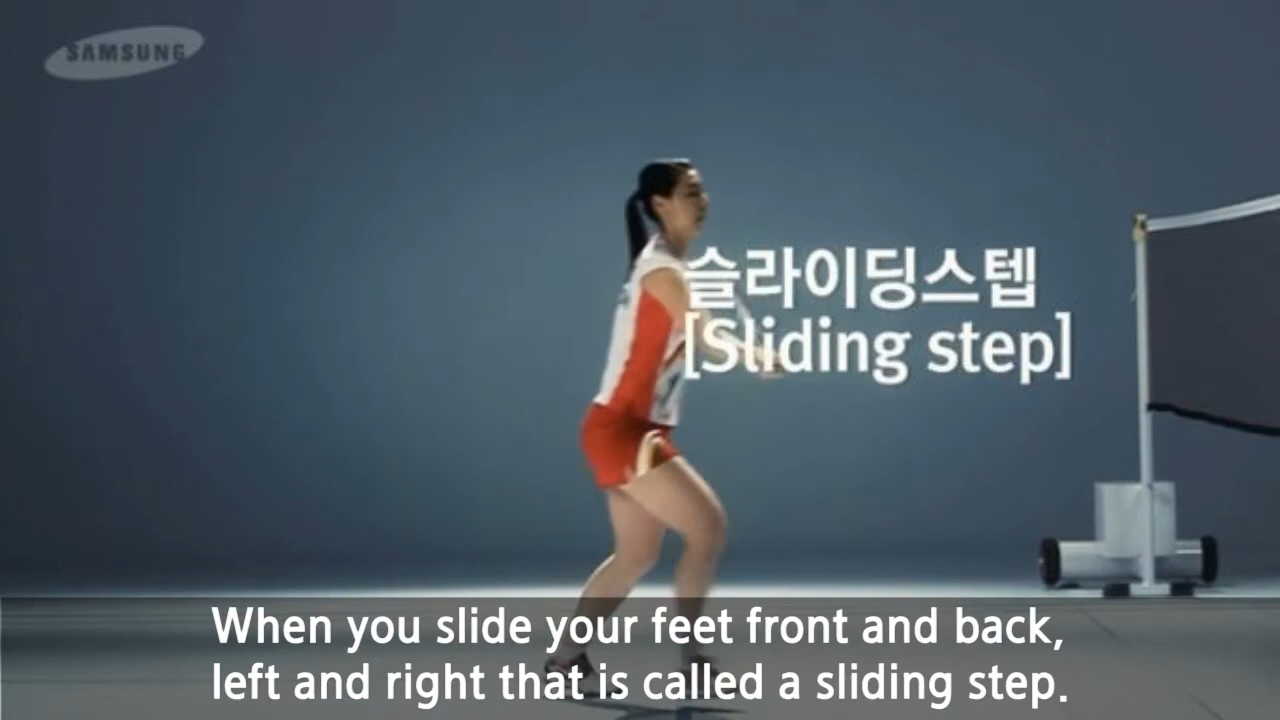 SAMSUNG
슬라이딩스텝
[Sliding step]
When you slide your feet front and back,
left and right that is called a sliding step.